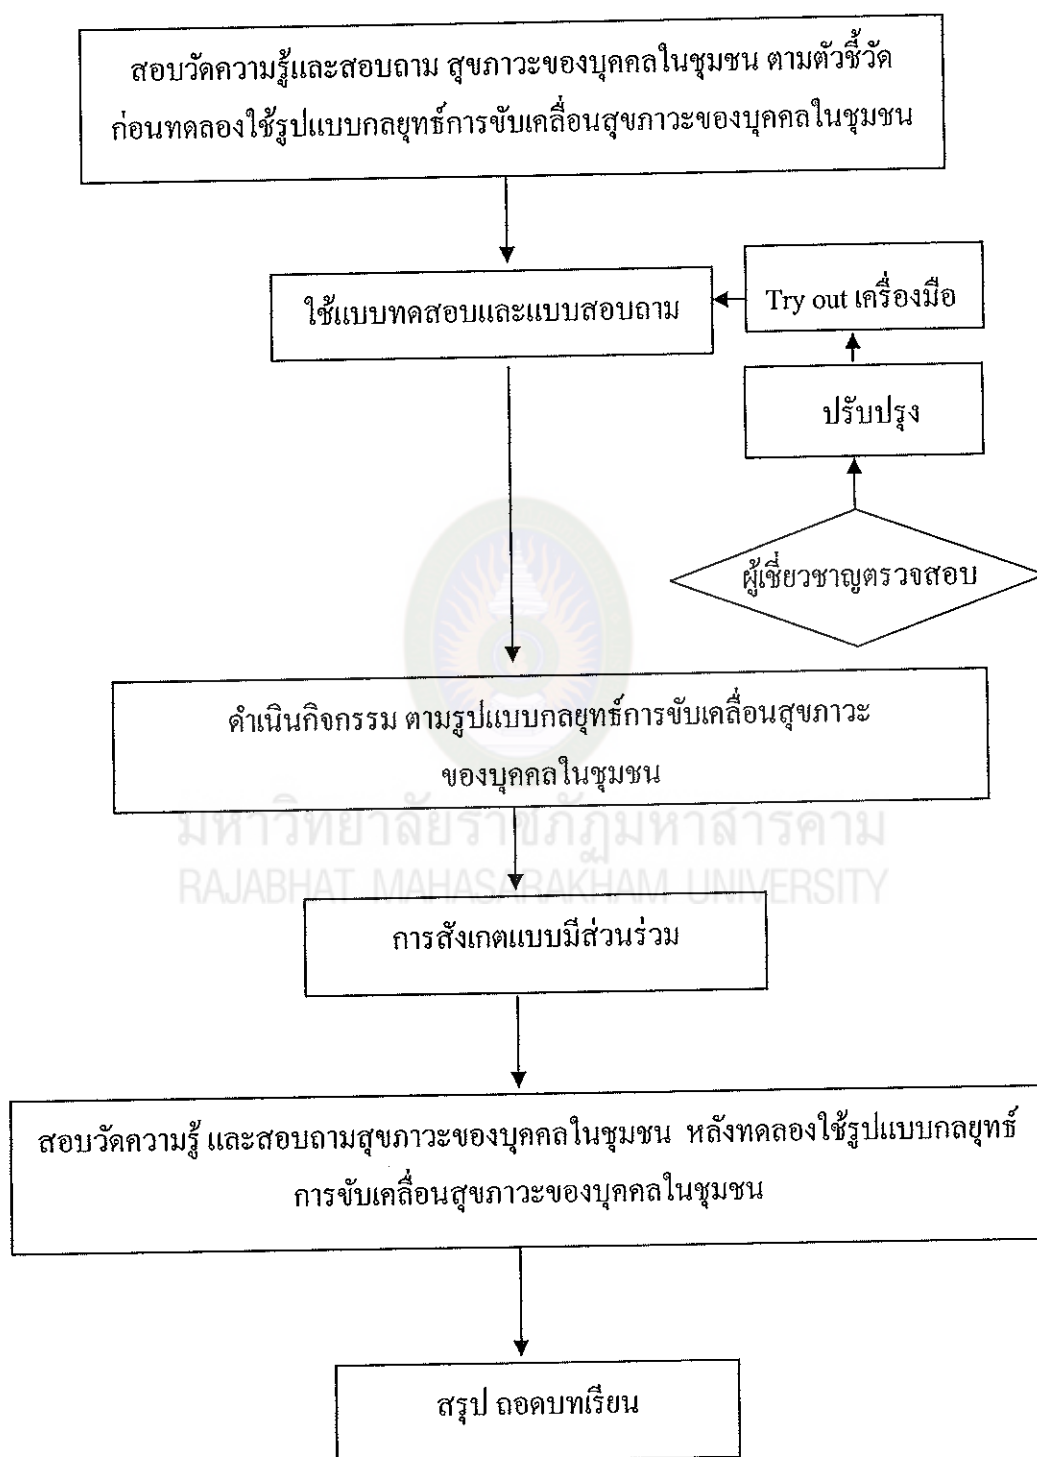 สอบวัดความรู้และสอบถาม สุขภาวะของบุคคลในชุมชน ตามตัวชี้วัด
ก่อนทดลองใช้รูปแบบกลยุทธ์การขับเคลื่อนสุขภาวะของบุคคลในชุมชน
ใช้แบบทดสอบและแบบสอบถาม
Try out เครื่องมือ
ปรับปรุง
ผู้เชี่ยวชาญตรวจสอบ
ดำเนินกิจกรรม ตามรูปแบบกลยุทธ์การขับเคลื่อนสุขภาวะ
ของบุคคลในชุมชน
มหาวิทยาลัยราชภัฏมหาสารคาม
RAJABHAT MAHASARAKHAM UNIVERSITY
การสังเกตแบบมีส่วนร่วม
สอบวัดความรู้ และสอบถามสุขภาวะของบุคคลในชุมชน หลังทดลองใช้รูปแบบกลยุทธ์
การขับเคลื่อนสุขภาวะของบุคคลในชุมชน
สรุป ถอดบทเรียน